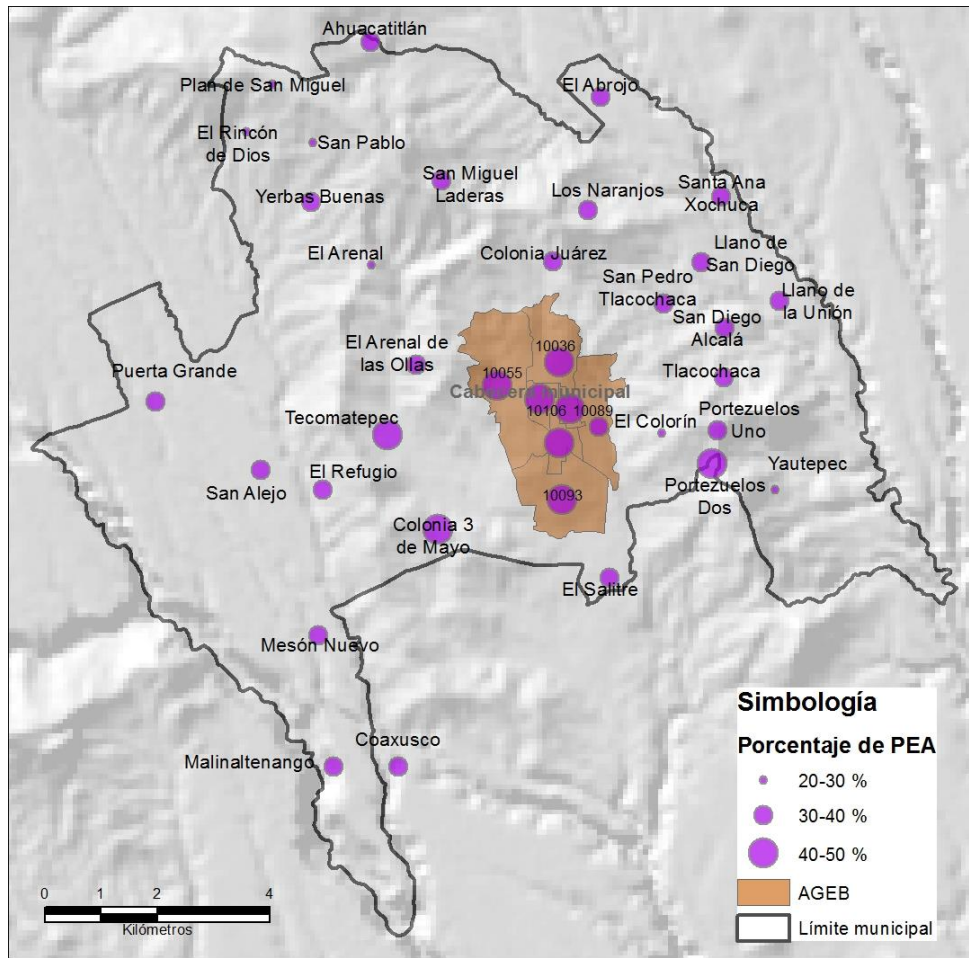 Ahuacatitlán
Plan de San Miguel
El Abrojo
El Rincón
de Dios
San Pablo
San Miguel
Laderas
Yerbas Buenas
Los Naranjos
Santa Ana
Xochuca
El Arenal
Colonia Juárez
Llano de
San Diego
San Pedro
Tlacochaca
Llano de
la Unión
San Diego
Alcalá
El Arenal de
las Ollas
10036
Puerta Grande
10055
Tlacochaca
Cabecera municipal
Tecomatepec
10106
10089
El Colorín
Portezuelos
Uno
San Alejo
El Refugio
Yautepec
Portezuelos
Dos
10093
Colonia 3
de Mayo
El Salitre
Mesón Nuevo
Malinaltenango
Coaxusco
Simbología
Porcentaje de PEA
20-30 %
30-40 %
40-50 %
AGEB
Límite municipal
0 1 2 4
Kilómetros